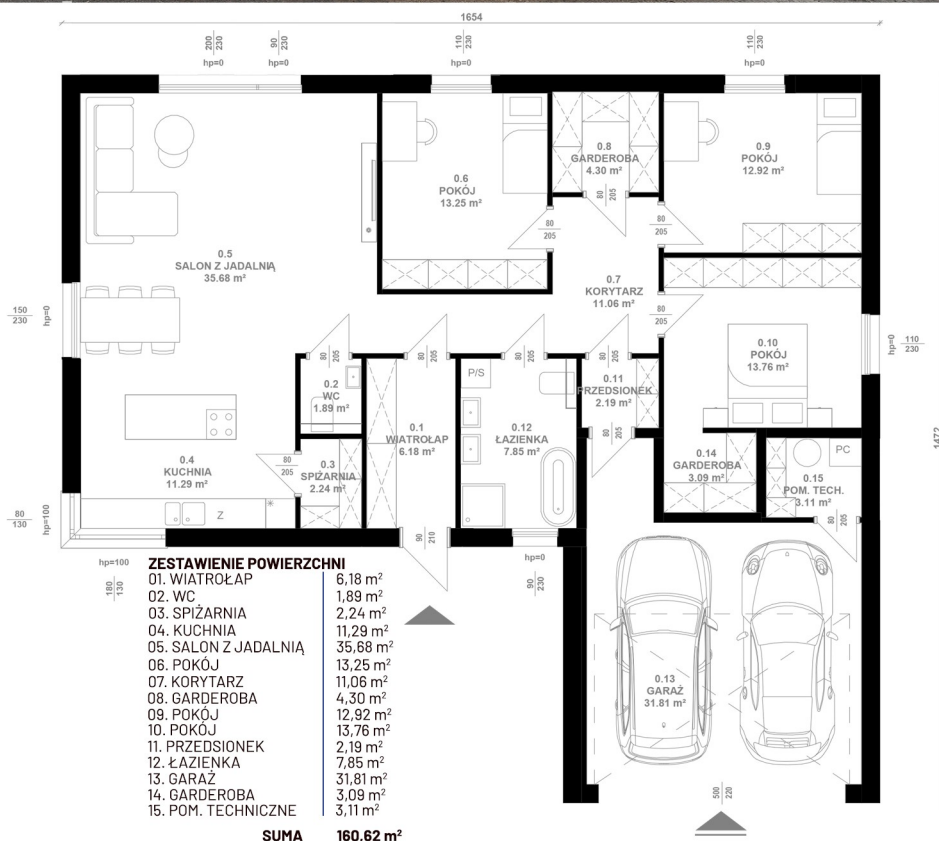 1654
200
230
hp=0
90
230
110
230
hp=0
110
230
hp=0
0.5
SALON Z JADALNIĄ
35.68 m²
0.6
POKÓJ
13.25 m²
0.8
GARDEROBA
4.30 m²
80
205
0.9
POKÓJ
12.92 m²
80
205
80
205
0.7
KORYTARZ
11.06 m²
80
205
150
230
hp=0
0.10
POKÓJ
13.76 m²
hp=0
110
230
80
205
80
205
80
205
80
205
0.2
WC
1.89 m²
0.1
WIATROŁAP
6.18 m²
P/S
0.12
ŁAZIENKA
7.85 m²
0.11
PRZEDSIONEK
2.19 m²
80
205
1472
0.4
KUCHNIA
11.29 m²
80
205
0.3
SPIŻARNIA
2.24 m²
0.14
GARDEROBA
3.09 m²
PC
0.15
POM. TECH.
3.11 m²
80
205
Z
80
130
hp=100
hp=100
180
130
90
210
hp=0
90
230
0.13
GARAŻ
31.81 m²
500
220
ZESTAWIENIE POWIERZCHNI
01. WIATROŁAP 6,18 m²
02. WC 1,89 m²
03. SPIŻARNIA 2,24 m²
04. KUCHNIA 11,29 m²
05. SALON Z JADALNIĄ 35,68 m²
06. POKÓJ 13,25 m²
07. KORYTARZ 11,06 m²
08. GARDEROBA 4,30 m²
09. POKÓJ 12,92 m²
10. POKÓJ 13,76 m²
11. PRZEDSIONEK 2,19 m²
12. ŁAZIENKA 7,85 m²
13. GARAŻ 31,81 m²
14. GARDEROBA 3,09 m²
15. POM. TECHNICZNE 3,11 m²
SUMA 160,62 m²